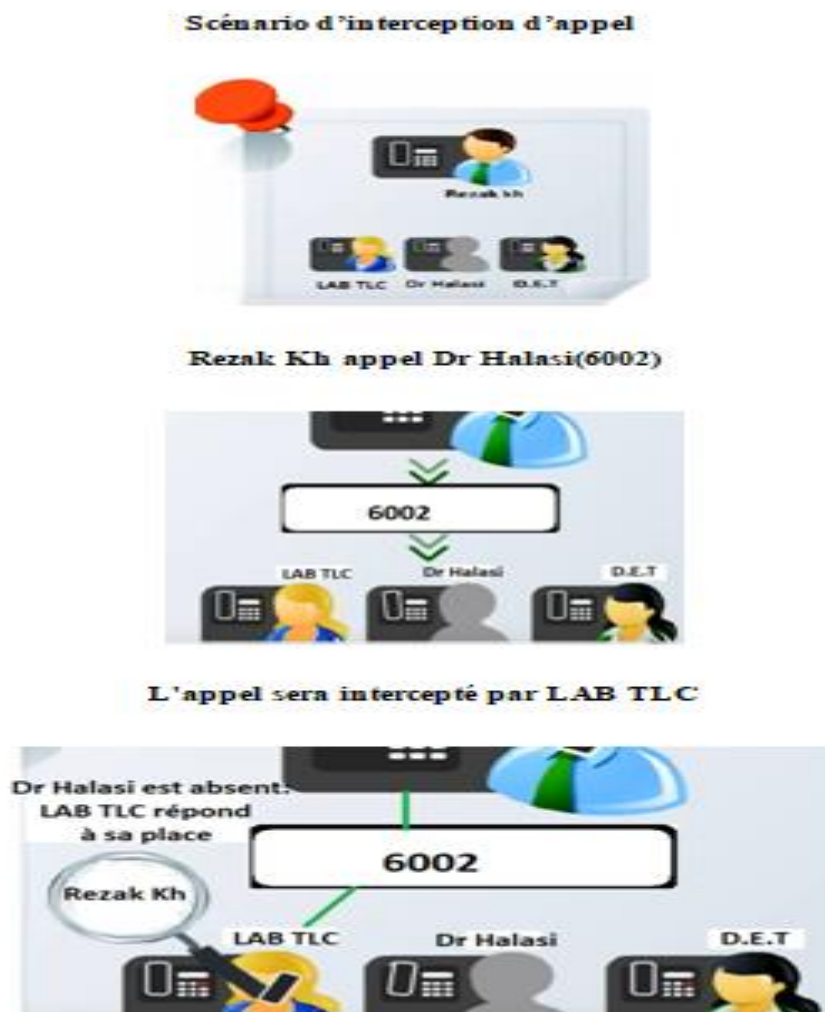 Scénario d'interception d'appel
Rezak kh
LAB TLC Dr Halasi D.E.T
Rezak Kh appel Dr Halasi(6002)
6002
LAB TLC Dr Halasi D.E.T
L'appel sera intercepté par LAB TLC
Dr Halasi est absent:
LAB TLC répond
à sa place
6002
Rezak Kh
LAB TLC Dr Halasi D.E.T